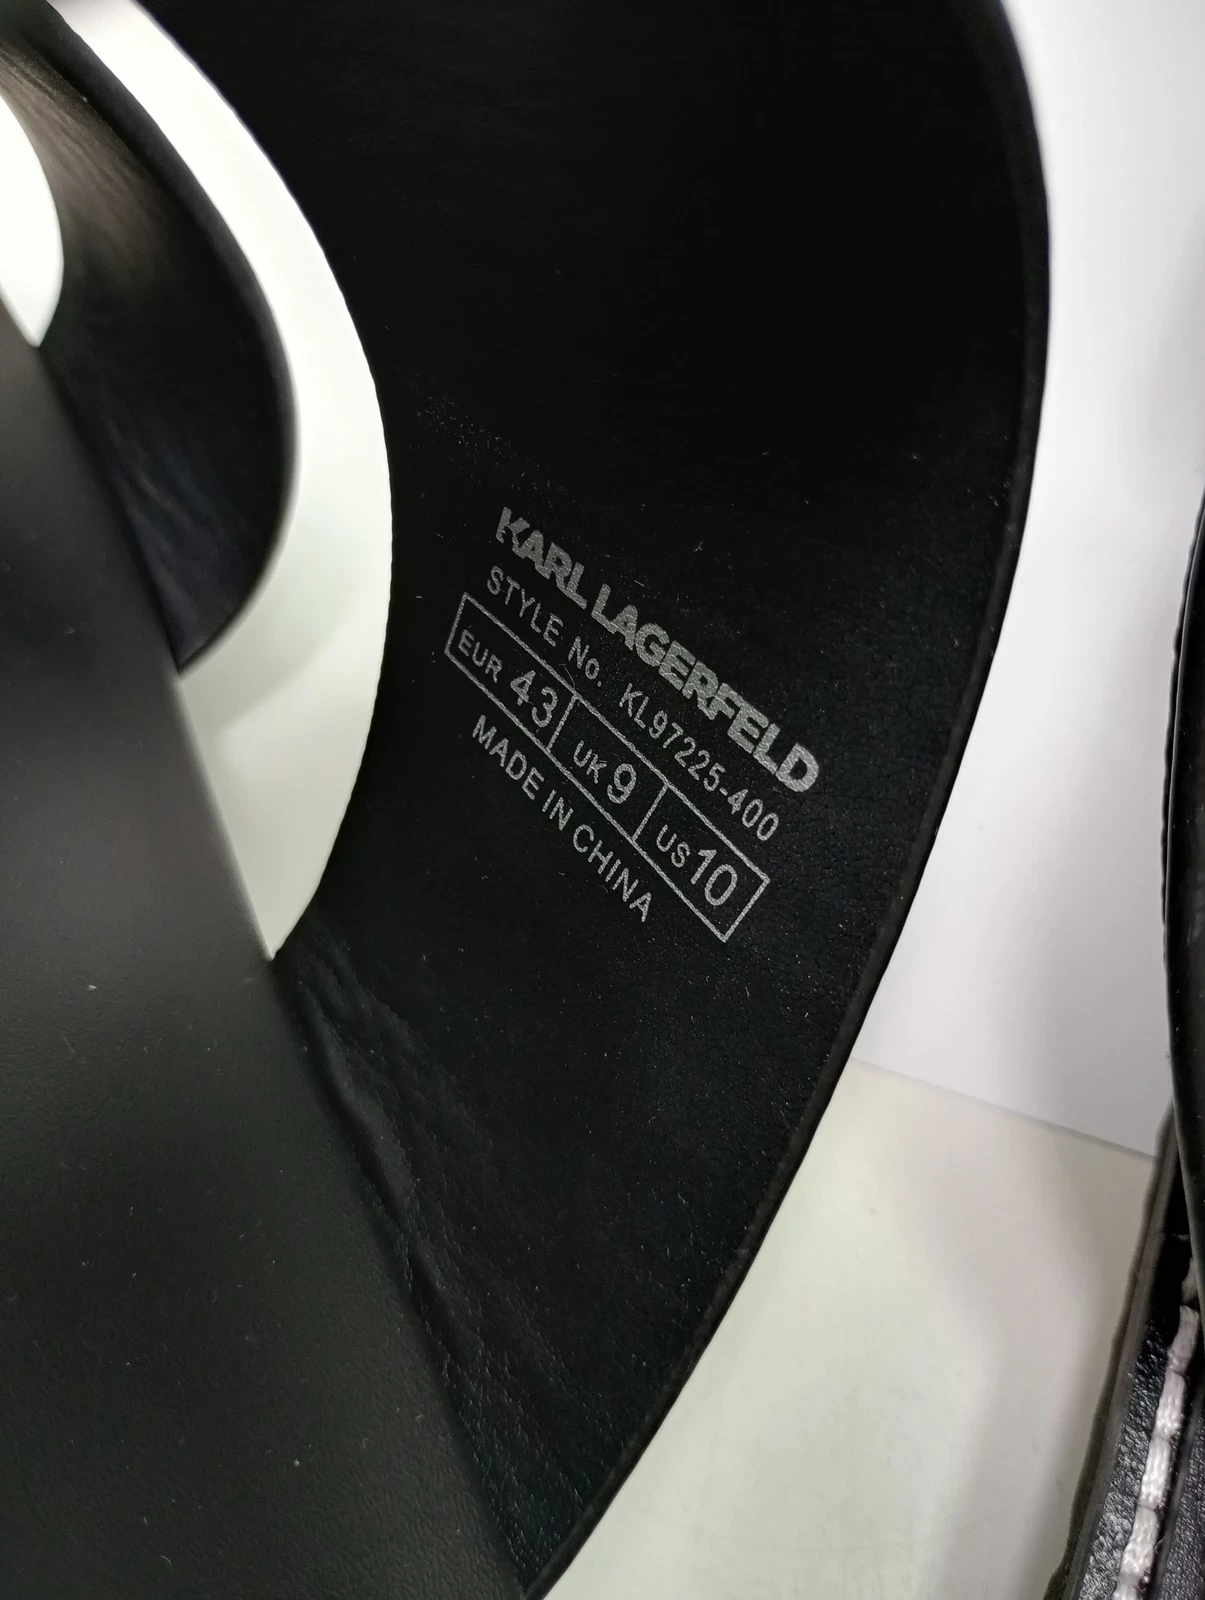 KARL LAGERFELD
STYLE No. KL97225-400
EUR 43 UK 9 US 10
MADE IN CHINA